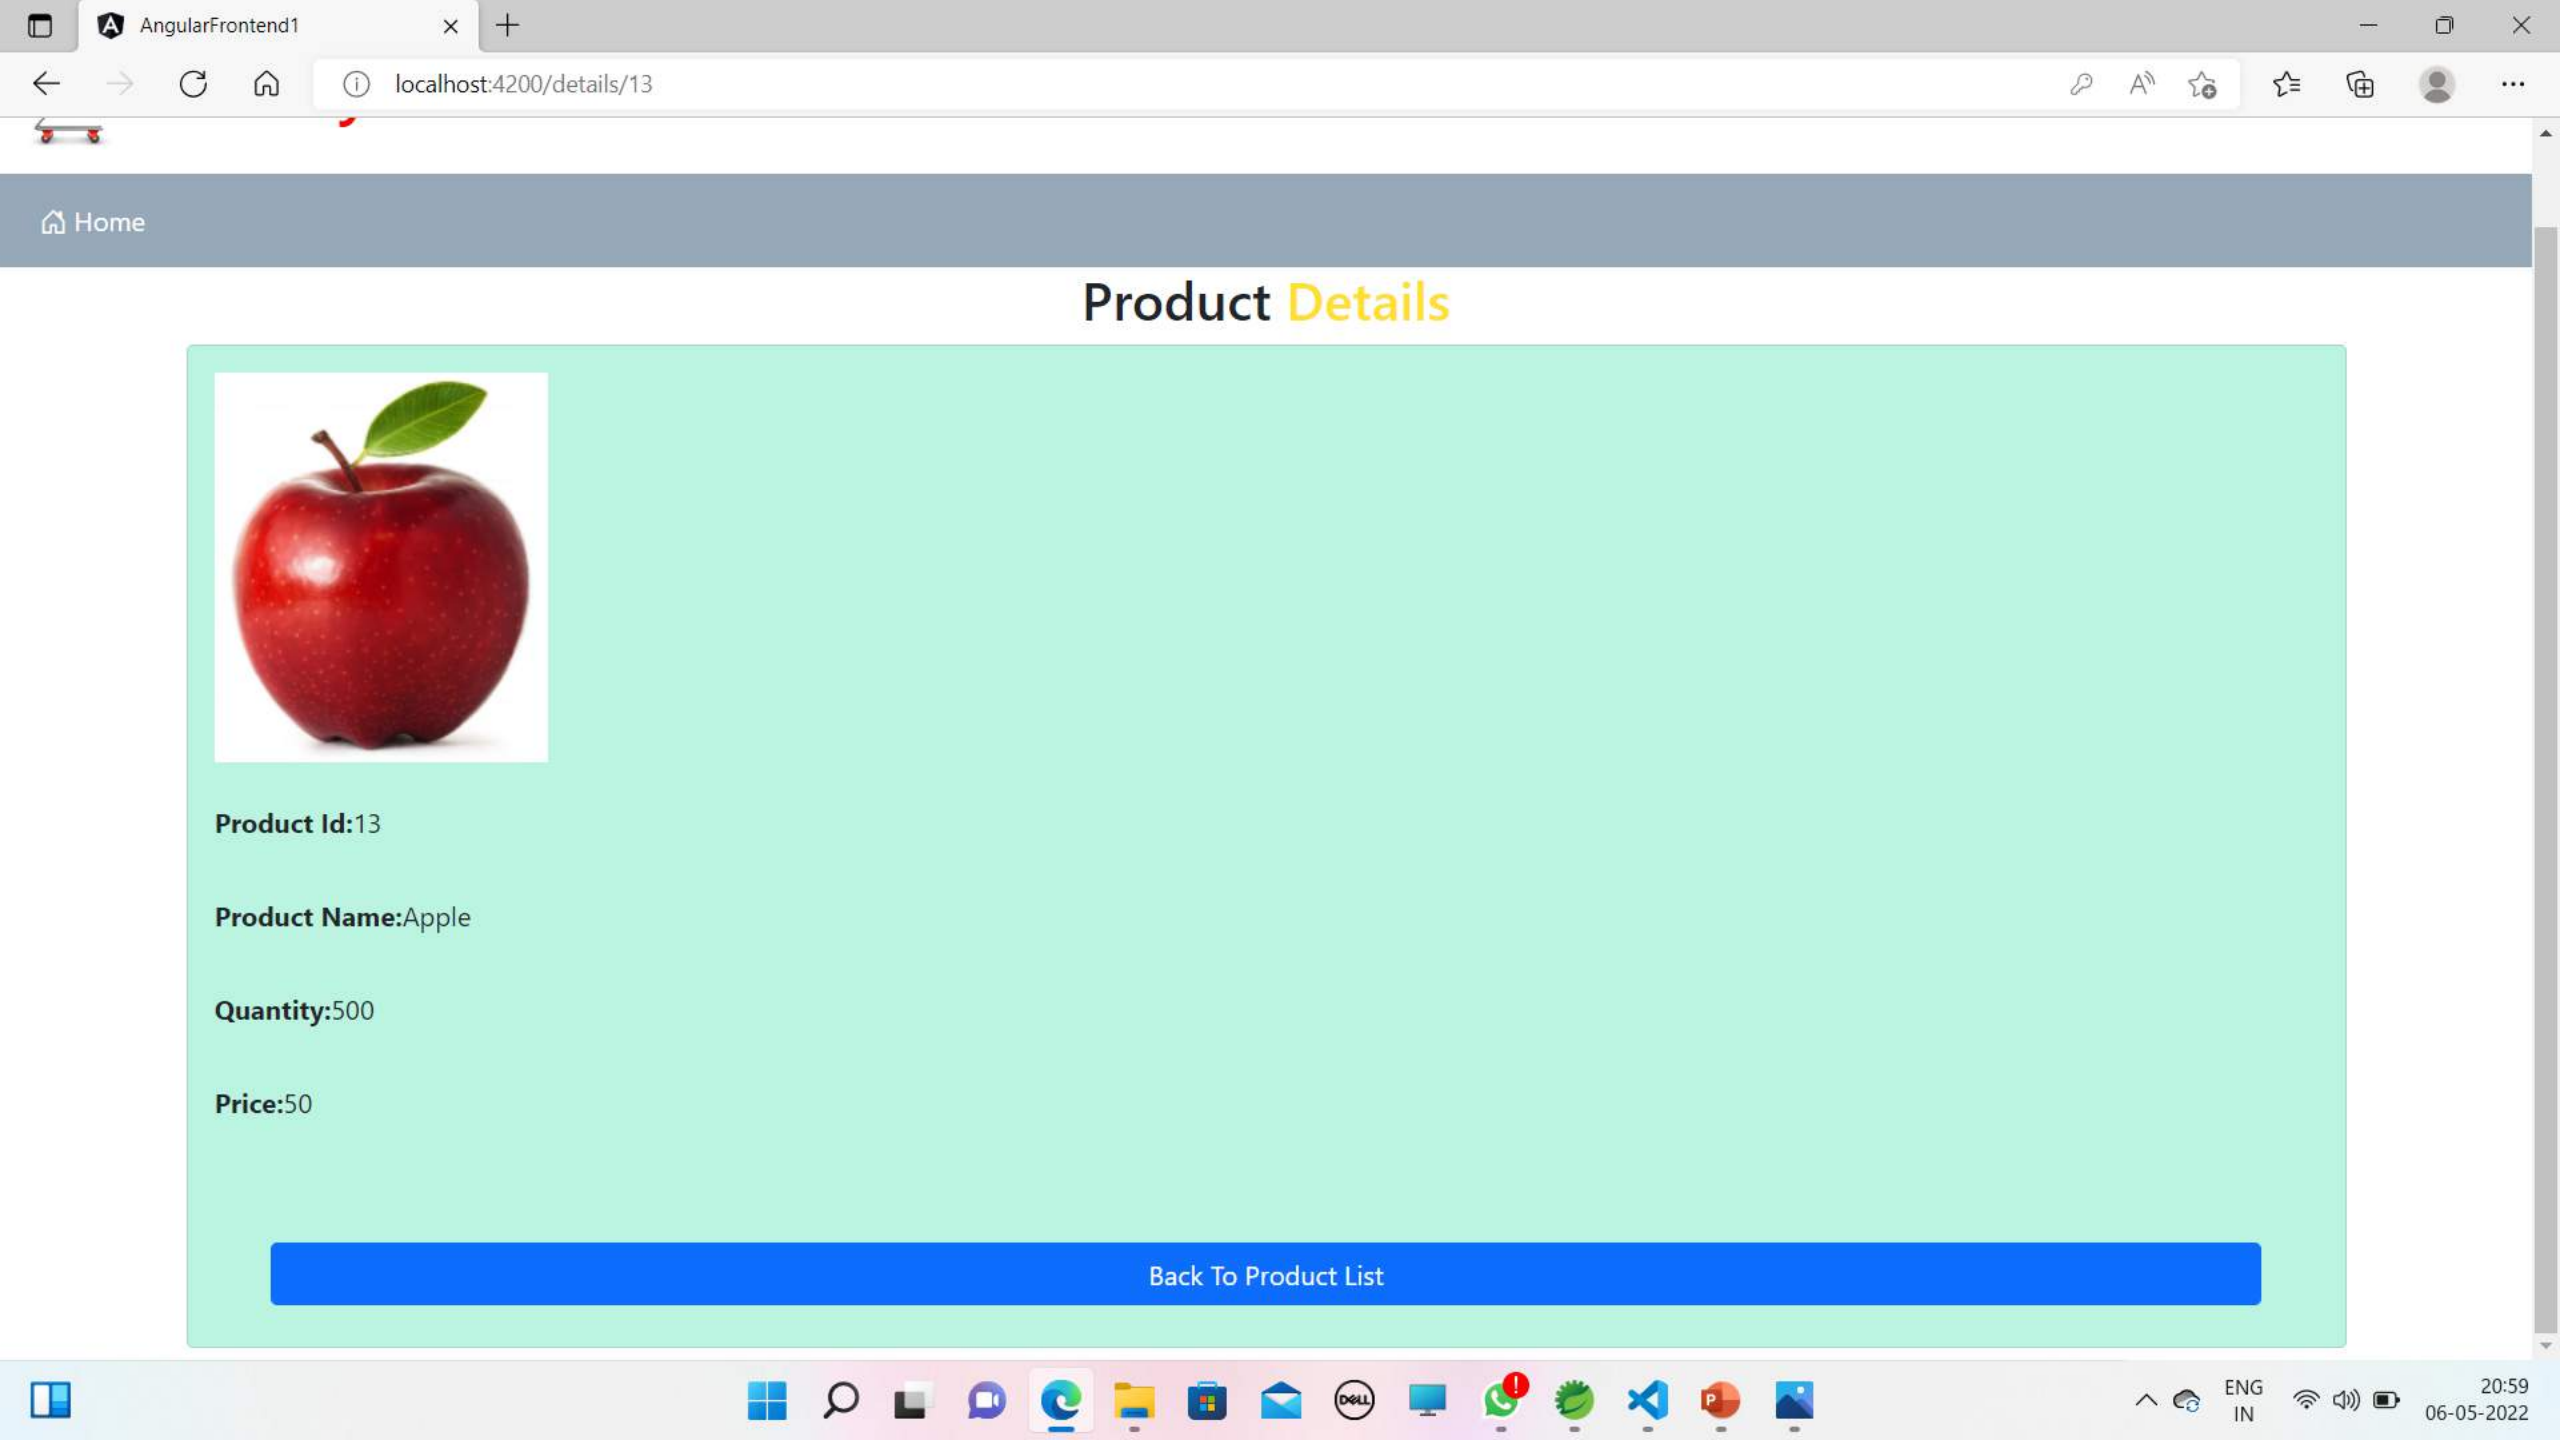 AngularFrontend1
localhost:4200/details/13
Home
Product Details
Product Id:13
Product Name:Apple
Quantity:500
Price:50
Back To Product List
DELL
ENG
IN
20:59
06-05-2022